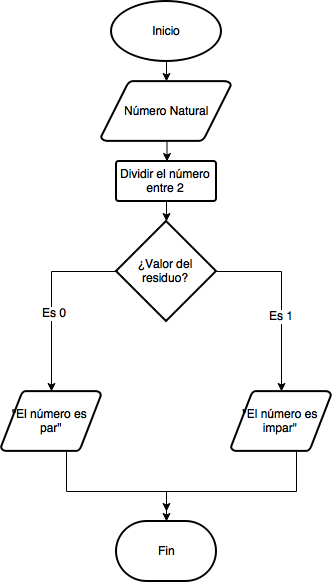 Inicio
Número Natural
Dividir el número
entre 2
¿Valor del
residuo?
Es 0
Es 1
"El número es
par"
"El número es
impar"
Fin